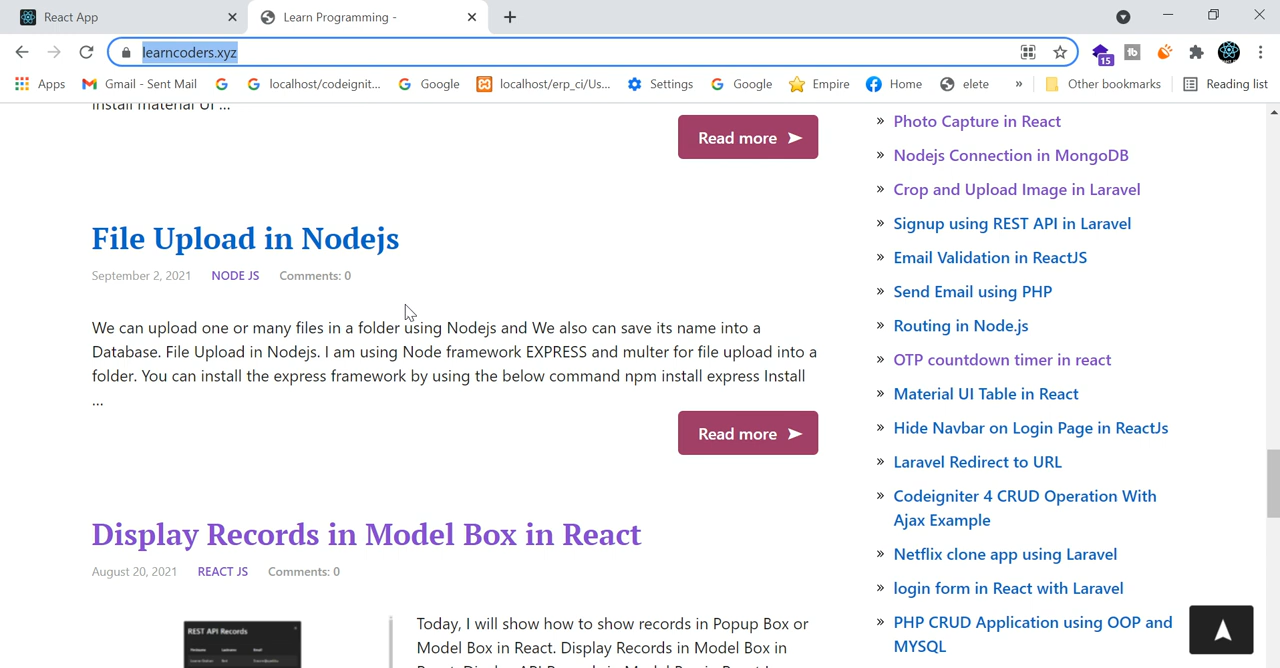 React App
Learn Programming -
learncoders.xyz
15
Apps
Gmail - Sent Mail
localhost/codeignit...
Google
localhost/erp_ci/Us...
Settings
Google
Empire
Home
elete
»
Other bookmarks
Reading list
install material UI ...
Read more
File Upload in Nodejs
September 2, 2021 NODE JS Comments: 0
We can upload one or many files in a folder using Nodejs and We also can save its name into a
Database. File Upload in Nodejs. I am using Node framework EXPRESS and multer for file upload into a
folder. You can install the express framework by using the below command npm install express Install
...
Read more
Display Records in Model Box in React
August 20, 2021 REACT JS Comments: 0
REST API Records
Today, I will show how to show records in Popup Box or
Model Box in React. Display Records in Model Box in
» Photo Capture in React
» Nodejs Connection in MongoDB
» Crop and Upload Image in Laravel
» Signup using REST API in Laravel
» Email Validation in ReactJS
» Send Email using PHP
» Routing in Node.js
» OTP countdown timer in react
» Material UI Table in React
» Hide Navbar on Login Page in ReactJs
» Laravel Redirect to URL
» Codeigniter 4 CRUD Operation With
Ajax Example
» Netflix clone app using Laravel
» login form in React with Laravel
» PHP CRUD Application using OOP and
MYSQL